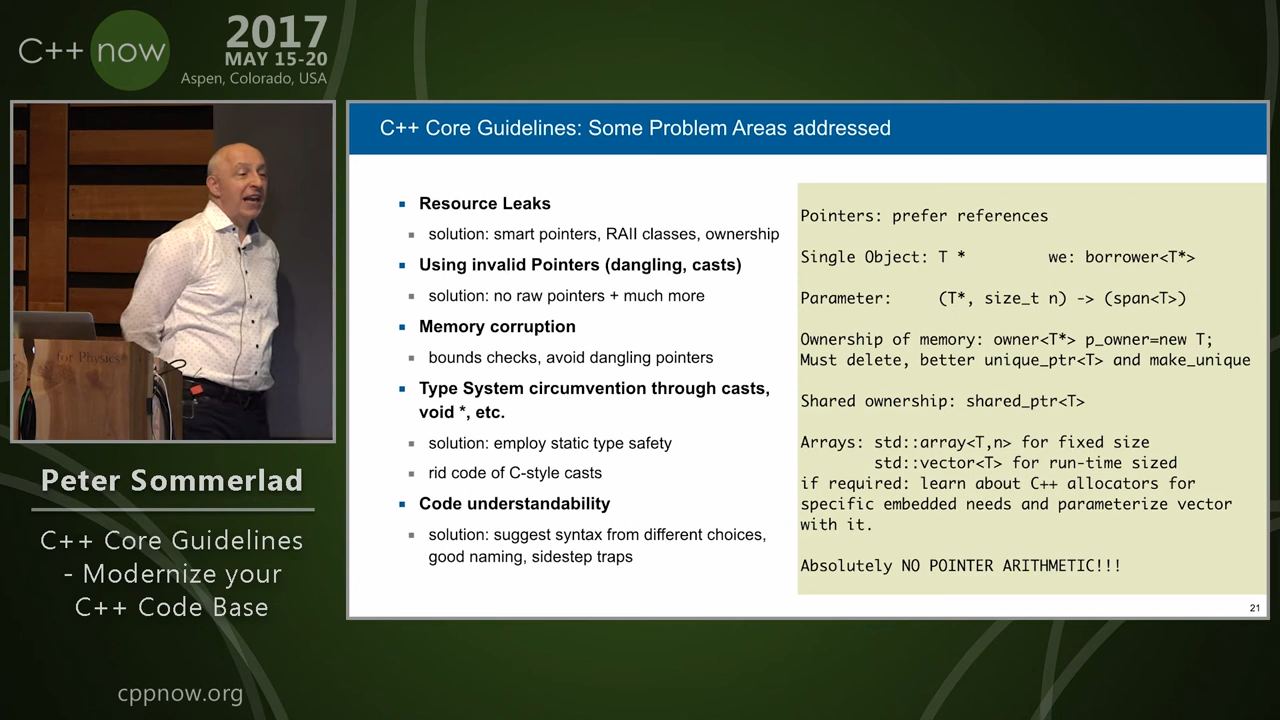 C++ now
2017
MAY 15-20
Aspen, Colorado, USA
for Physics
Peter Sommerlad
C++ Core Guidelines
- Modernize your
C++ Code Base
cppnow.org
C++ Core Guidelines: Some Problem Areas addressed
▪ Resource Leaks
▪ solution: smart pointers, RAII classes, ownership
▪ Using invalid Pointers (dangling, casts)
▪ solution: no raw pointers + much more
▪ Memory corruption
▪ bounds checks, avoid dangling pointers
▪ Type System circumvention through casts,
void *, etc.
▪ solution: employ static type safety
▪ rid code of C-style casts
▪ Code understandability
▪ solution: suggest syntax from different choices,
good naming, sidestep traps
Pointers: prefer references
Single Object: T * we: borrower<T*>
Parameter: (T*, size_t n) -> (span<T>)
Ownership of memory: owner<T*> p_owner=new T;
Must delete, better unique_ptr<T> and make_unique
Shared ownership: shared_ptr<T>
Arrays: std::array<T,n> for fixed size
std::vector<T> for run-time sized
if required: learn about C++ allocators for
specific embedded needs and parameterize vector
with it.
Absolutely NO POINTER ARITHMETIC!!!
21